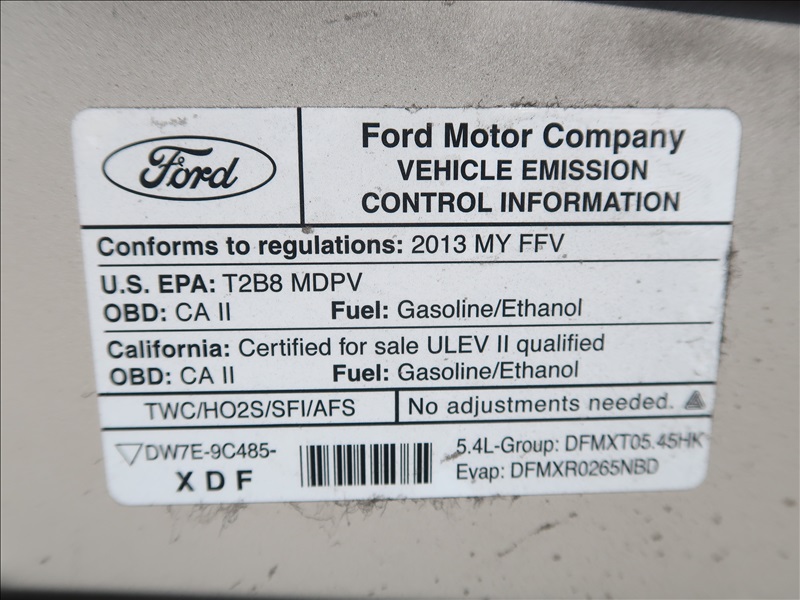 Ford
Ford Motor Company
VEHICLE EMISSION
CONTROL INFORMATION
Conforms to regulations: 2013 MY FFV
U.S. EPA: T2B8 MDPV
OBD: CA II Fuel: Gasoline/Ethanol
California: Certified for sale ULEV II qualified
OBD: CA II Fuel: Gasoline/Ethanol
TWC/HO2S/SFI/AFS No adjustments needed.
DW7E-9C485-
XDF
5.4L-Group: DFMXT05.45HK
Evap: DFMXR0265NBD